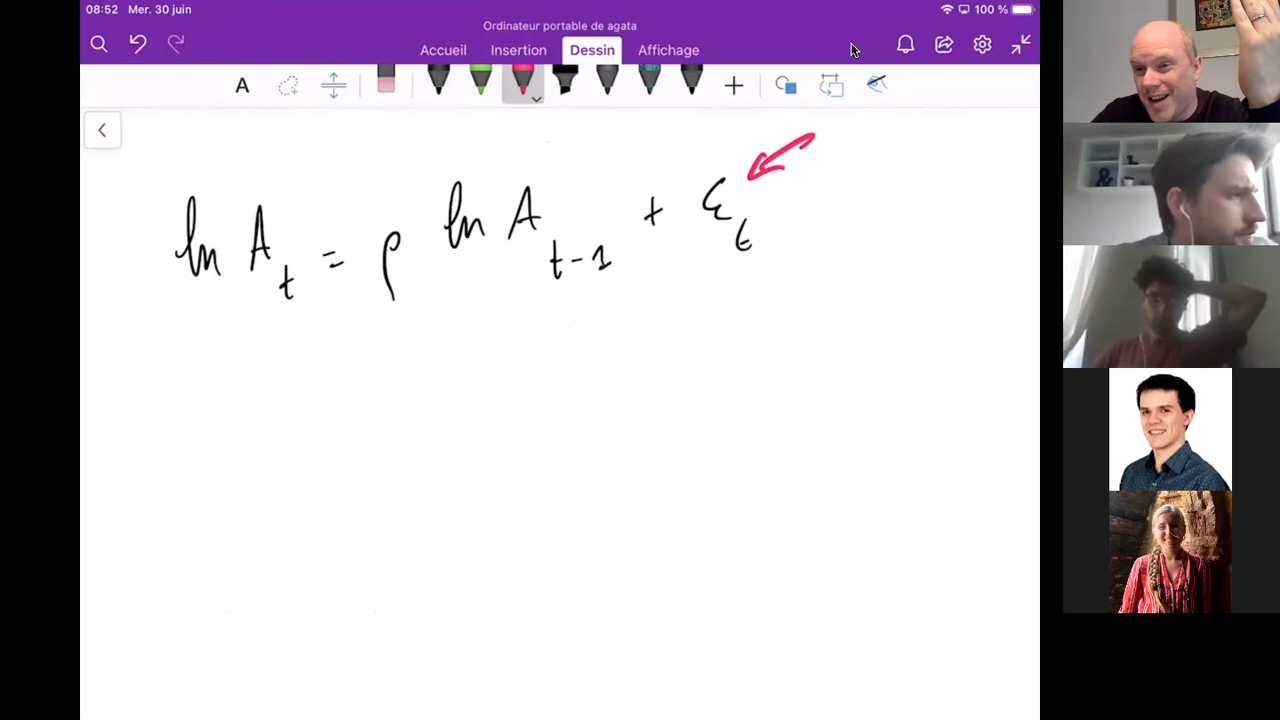 08:52 Mer. 30 juin
100 %
Ordinateur portable de agata
Accueil Insertion Dessin Affichage
A
ln A_t = ρ ln A_{t-1} + ε_t